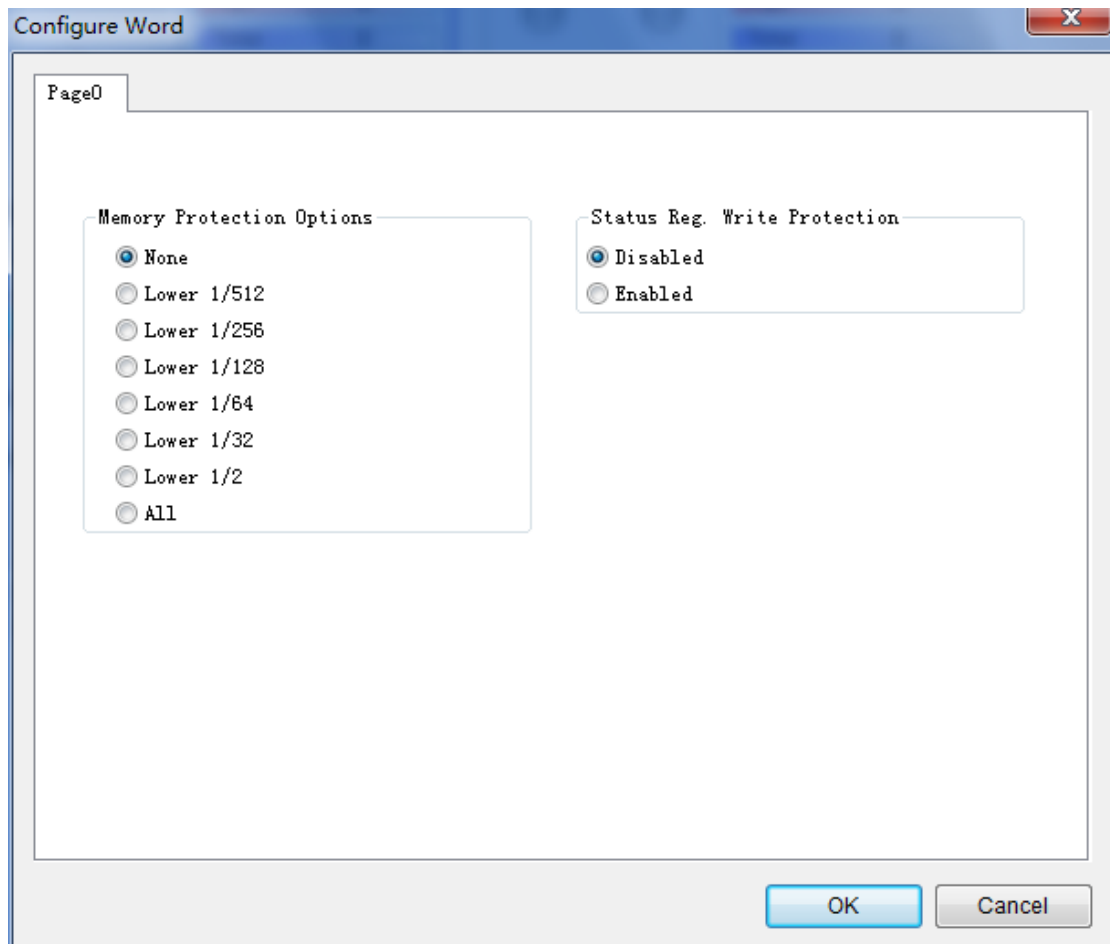 Configure Word
Page0
Memory Protection Options
None
Lower 1/512
Lower 1/256
Lower 1/128
Lower 1/64
Lower 1/32
Lower 1/2
All
Status Reg. Write Protection
Disabled
Enabled
OK
Cancel